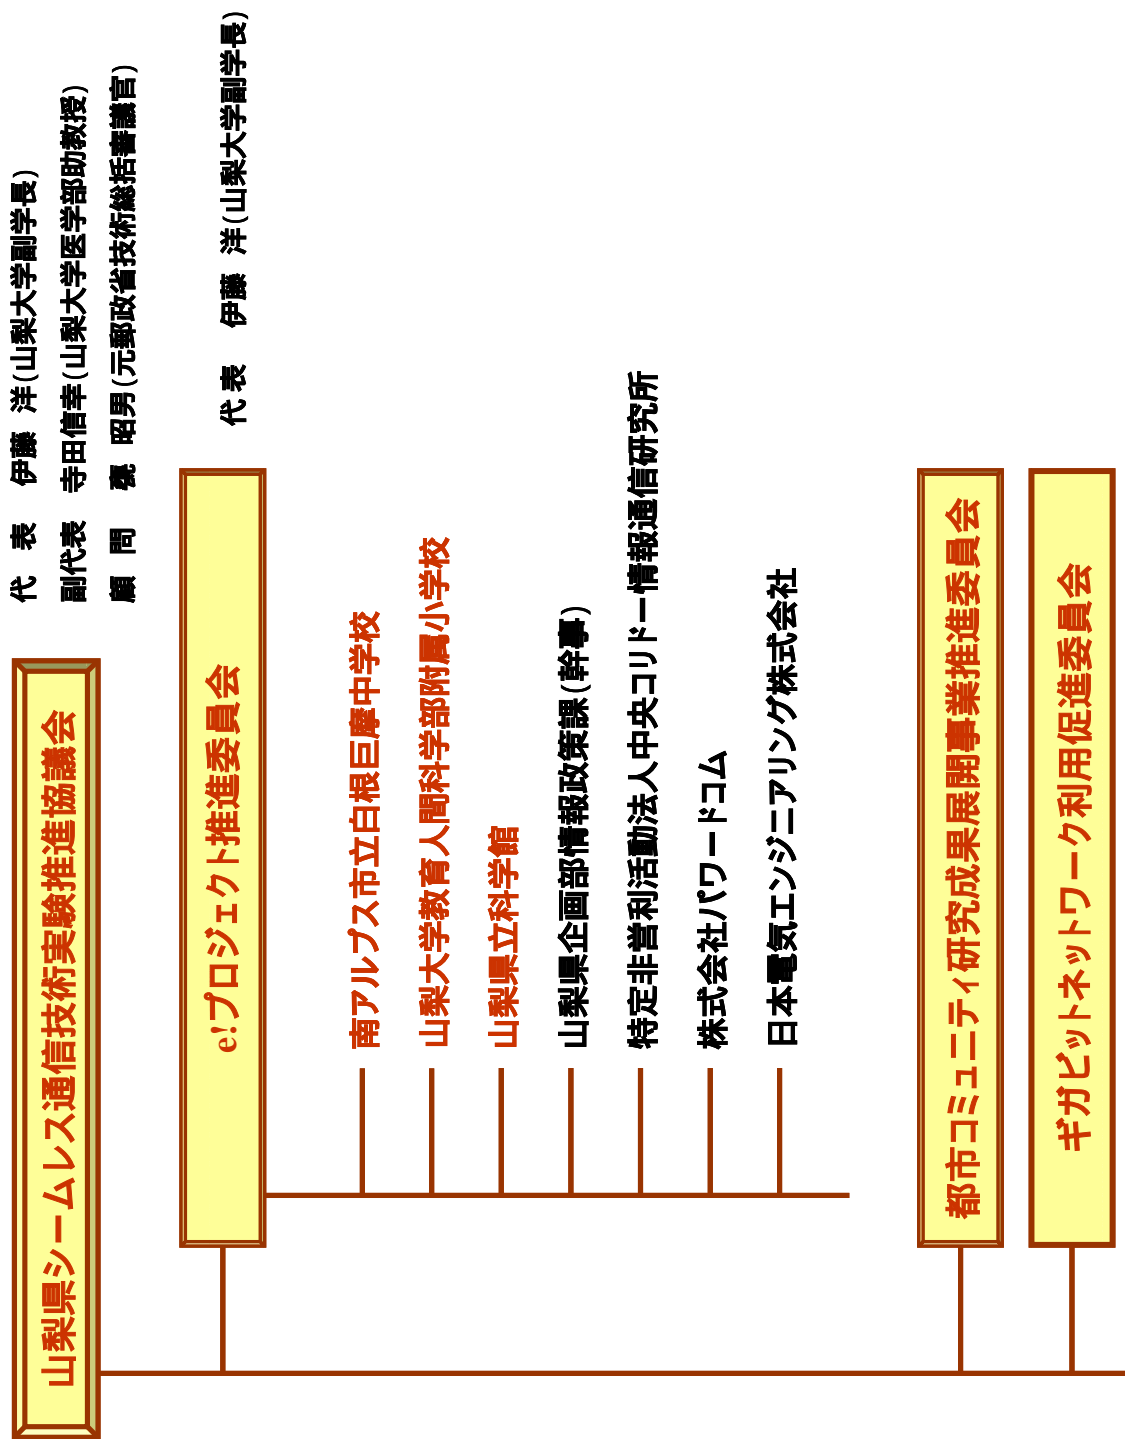 山梨県シームレス通信技術実験推進協議会
代　表　伊藤　洋(山梨大学副学長)
副代表　寺田信幸(山梨大学医学部助教授)
顧　問　甕　昭男(元郵政省技術総括審議官)
e!プロジェクト推進委員会
代表　伊藤　洋(山梨大学副学長)
南アルプス市立白根巨摩中学校
山梨大学教育人間科学部附属小学校
山梨県立科学館
山梨県企画部情報政策課(幹事)
特定非営利活動法人中央コリドー情報通信研究所
株式会社パワードコム
日本電気エンジニアリング株式会社
都市コミュニティ研究成果展開事業推進委員会
ギガビットネットワーク利用促進委員会